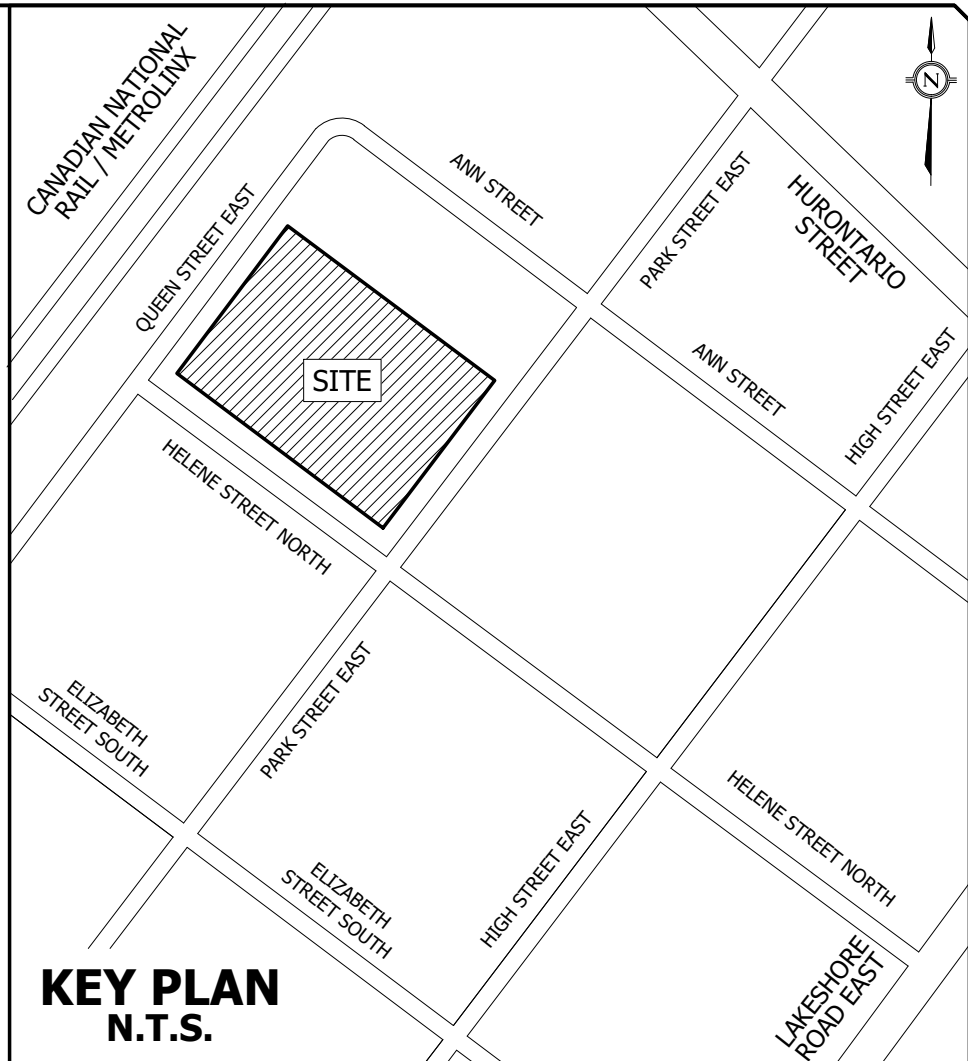 CANADIAN NATIONAL
RAIL / METROLINX
N
ANN STREET
QUEEN STREET EAST
PARK STREET EAST
HURONTARIO
STREET
SITE
ANN STREET
HIGH STREET EAST
HELENE STREET NORTH
ELIZABETH
STREET SOUTH
PARK STREET EAST
HELENE STREET NORTH
ELIZABETH
STREET SOUTH
HIGH STREET EAST
LAKESHORE
ROAD EAST
KEY PLAN
N.T.S.